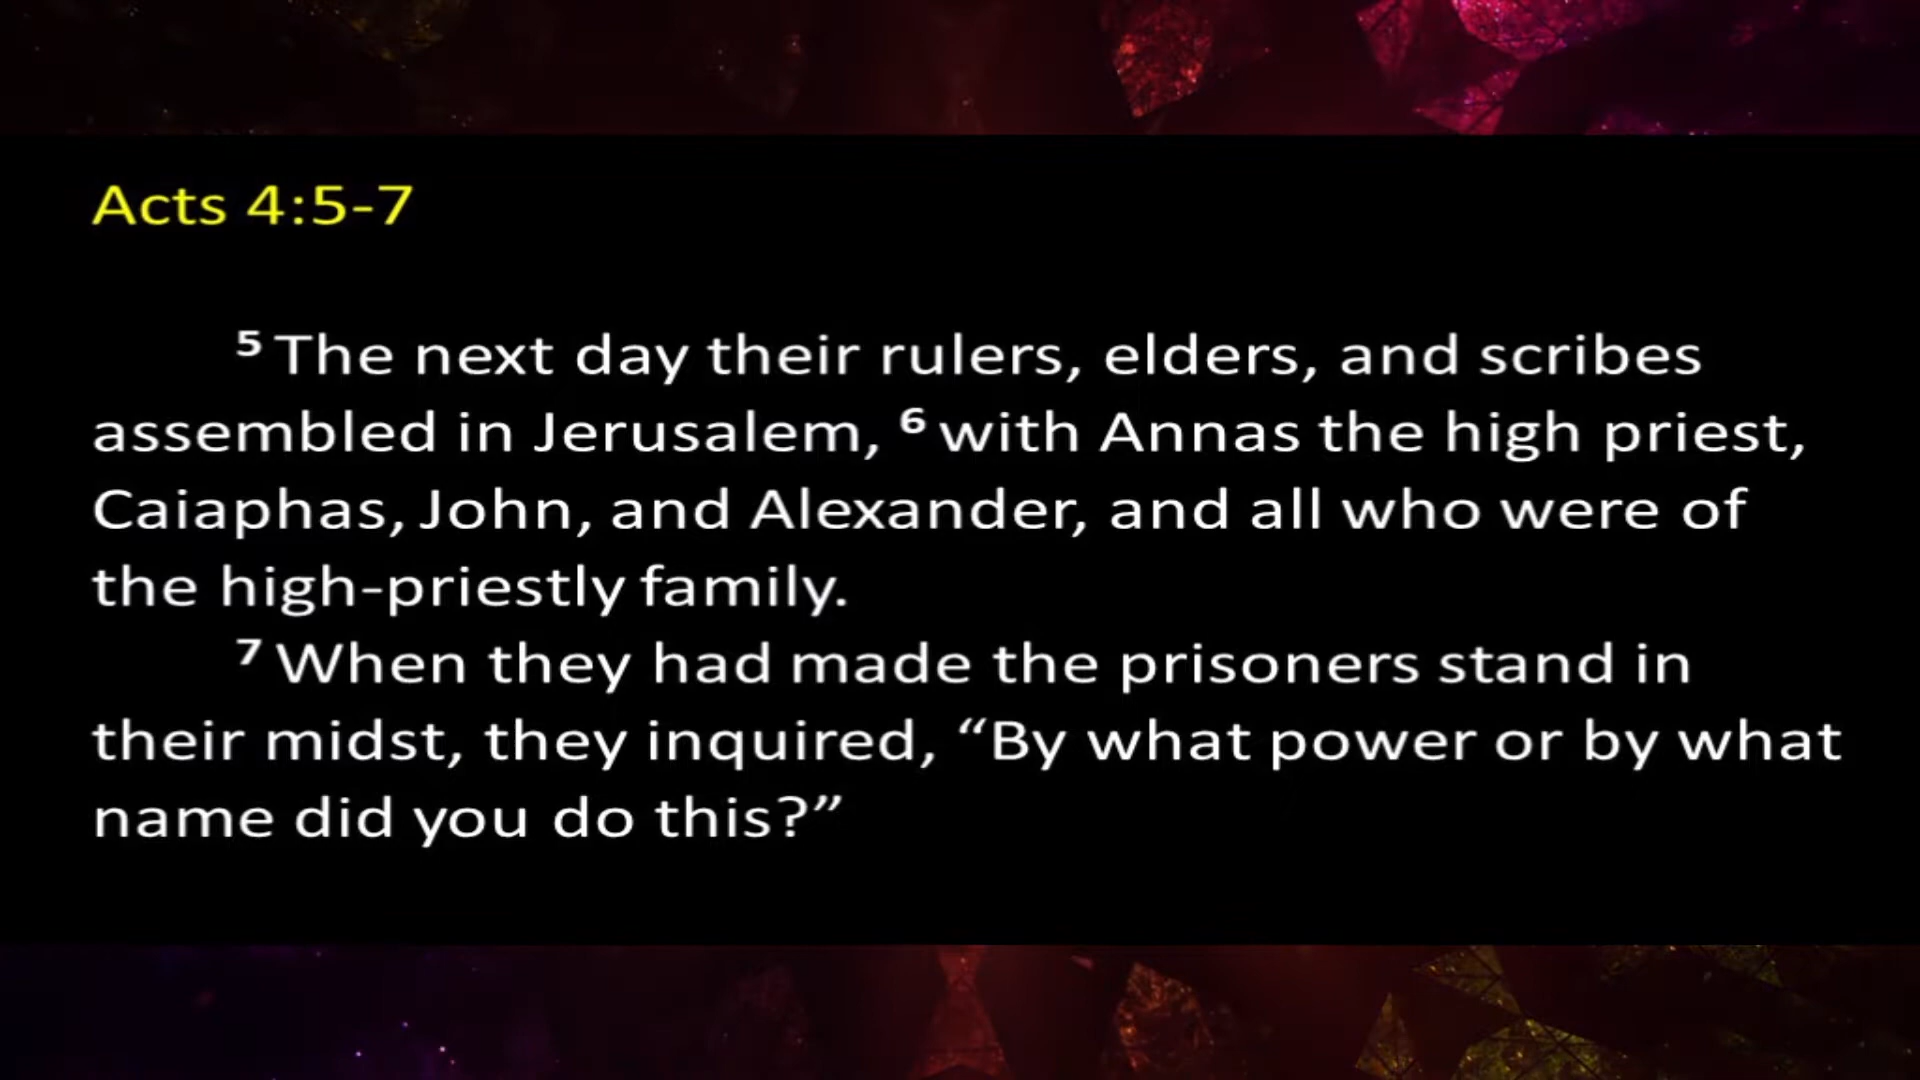 Acts 4:5-7
⁵ The next day their rulers, elders, and scribes
assembled in Jerusalem, ⁶ with Annas the high priest,
Caiaphas, John, and Alexander, and all who were of
the high-priestly family.
⁷ When they had made the prisoners stand in
their midst, they inquired, “By what power or by what
name did you do this?”